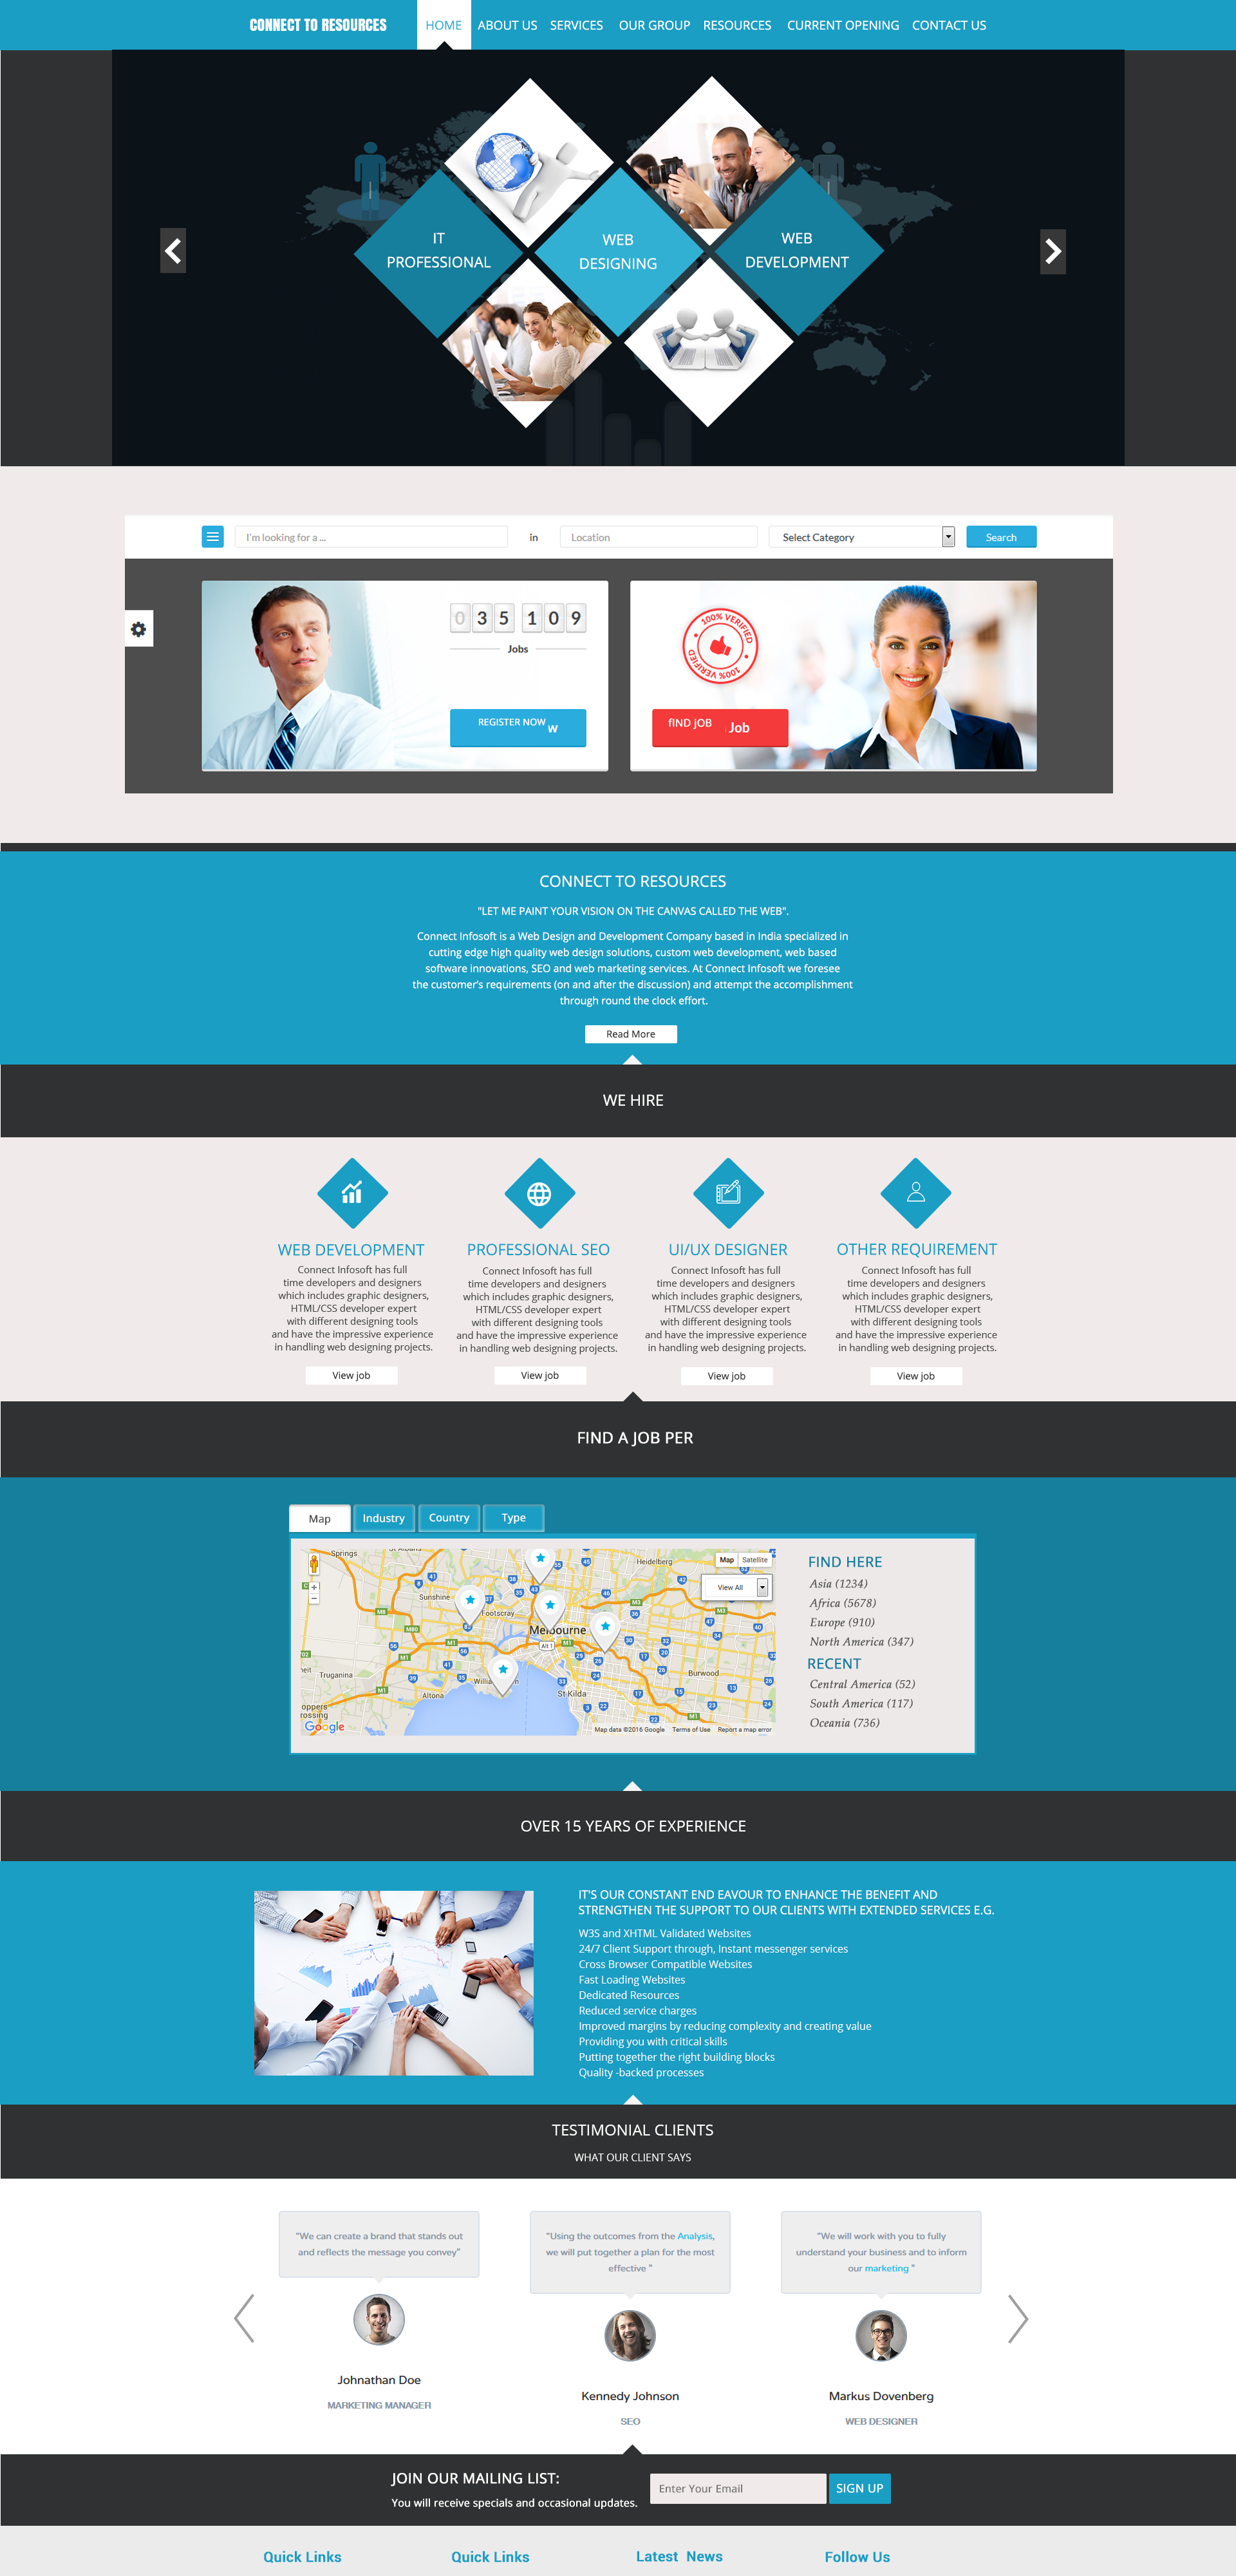 CONNECT TO RESOURCES
HOME
ABOUT US
SERVICES
OUR GROUP
RESOURCES
CURRENT OPENING
CONTACT US
IT
PROFESSIONAL
WEB
DESIGNING
WEB
DEVELOPMENT
I'm looking for a ...
in
Location
Select Category
Search
035 109
Jobs
REGISTER NOW
W
100% VERIFIED
100% VERIFIED
fIND jOB
Job
CONNECT TO RESOURCES
"LET ME PAINT YOUR VISION ON THE CANVAS CALLED THE WEB".
Connect Infosoft is a Web Design and Development Company based in India specialized in
cutting edge high quality web design solutions, custom web development, web based
software innovations, SEO and web marketing services. At Connect Infosoft we foresee
the customer's requirements (on and after the discussion) and attempt the accomplishment
through round the clock effort.
Read More
WE HIRE
WEB DEVELOPMENT
Connect Infosoft has full
time developers and designers
which includes graphic designers,
HTML/CSS developer expert
with different designing tools
and have the impressive experience
in handling web designing projects.
View job
PROFESSIONAL SEO
Connect Infosoft has full
time developers and designers
which includes graphic designers,
HTML/CSS developer expert
with different designing tools
and have the impressive experience
in handling web designing projects.
View job
UI/UX DESIGNER
Connect Infosoft has full
time developers and designers
which includes graphic designers,
HTML/CSS developer expert
with different designing tools
and have the impressive experience
in handling web designing projects.
View job
OTHER REQUIREMENT
Connect Infosoft has full
time developers and designers
which includes graphic designers,
HTML/CSS developer expert
with different designing tools
and have the impressive experience
in handling web designing projects.
View job
FIND A JOB PER
Map
Industry
Country
Type
Springs
Heidelberg
Map
Satellite
View All
Sunshine
Footscray
Melbourne
Truganina
Altona
St Kilda
Burwood
Google
Map data ©2016 Google
Terms of Use
Report a map error
FIND HERE
Asia (1234)
Africa (5678)
Europe (910)
North America (347)
RECENT
Central America (52)
South America (117)
Oceania (736)
OVER 15 YEARS OF EXPERIENCE
IT'S OUR CONSTANT END EAVOUR TO ENHANCE THE BENEFIT AND
STRENGTHEN THE SUPPORT TO OUR CLIENTS WITH EXTENDED SERVICES E.G.
W3S and XHTML Validated Websites
24/7 Client Support through, Instant messenger services
Cross Browser Compatible Websites
Fast Loading Websites
Dedicated Resources
Reduced service charges
Improved margins by reducing complexity and creating value
Providing you with critical skills
Putting together the right building blocks
Quality -backed processes
TESTIMONIAL CLIENTS
WHAT OUR CLIENT SAYS
"We can create a brand that stands out
and reflects the message you convey"
Johnathan Doe
MARKETING MANAGER
"Using the outcomes from the Analysis,
we will put together a plan for the most
effective "
Kennedy Johnson
SEO
"We will work with you to fully
understand your business and to inform
our marketing "
Markus Dovenberg
WEB DESIGNER
JOIN OUR MAILING LIST:
You will receive specials and occasional updates.
Enter Your Email
SIGN UP
Quick Links
Quick Links
Latest News
Follow Us